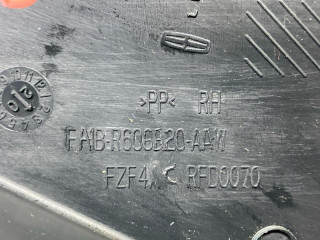 >PP< RH
FA1B-R606B20-AAW
FZF4X RFD0070